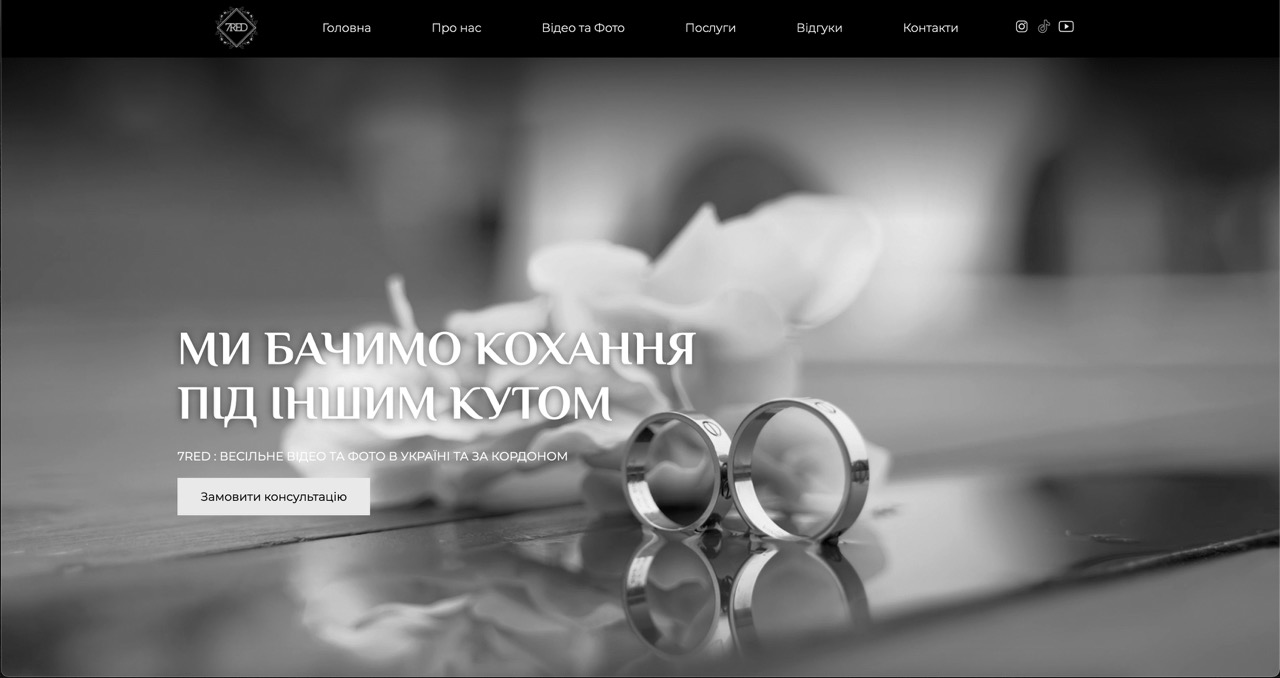 7RED
Головна
Про нас
Відео та Фото
Послуги
Відгуки
Контакти
МИ БАЧИМО КОХАННЯ
ПІД ІНШИМ КУТОМ
7RED : ВЕСІЛЬНЕ ВІДЕО ТА ФОТО В УКРАЇНІ ТА ЗА КОРДОНОМ
Замовити консультацію